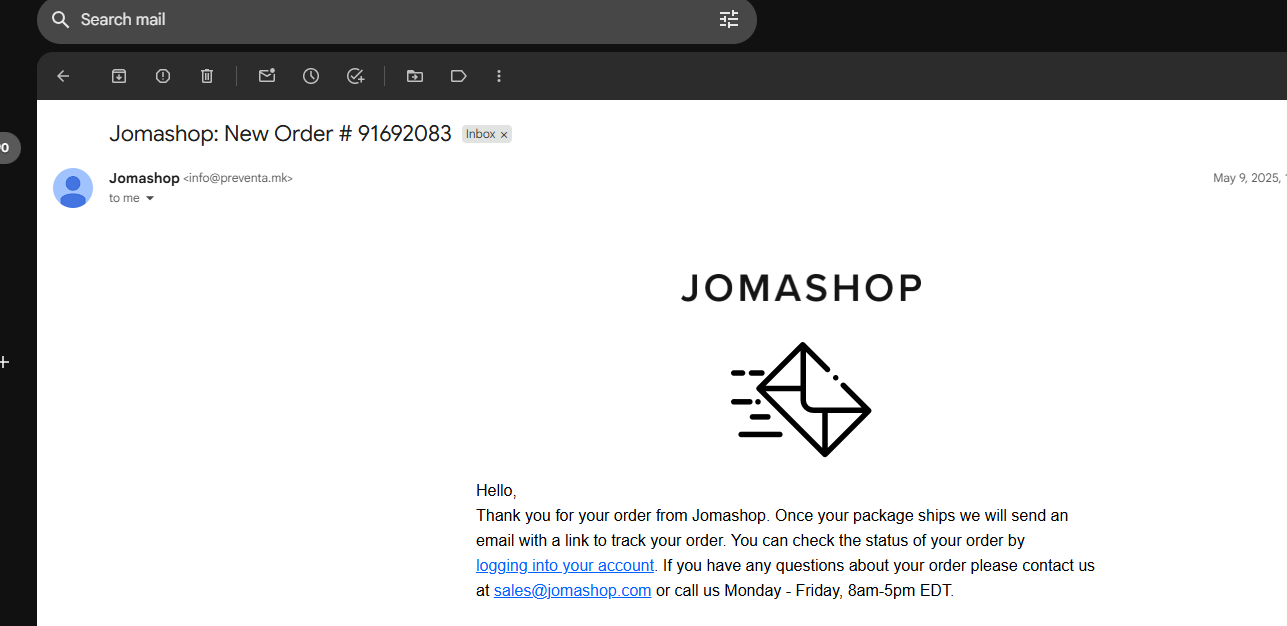 Search mail
Jomashop: New Order # 91692083 Inbox ×
Jomashop <info@preventa.mk> May 9, 2025,
to me
JOMASHOP
Hello,
Thank you for your order from Jomashop. Once your package ships we will send an
email with a link to track your order. You can check the status of your order by
logging into your account. If you have any questions about your order please contact us
at sales@jomashop.com or call us Monday - Friday, 8am-5pm EDT.